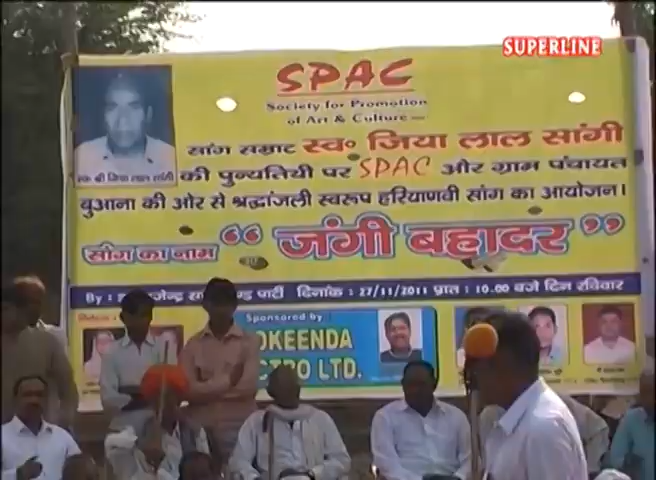 SUPERLINE
SPAC
Society for Promotion
of Art & Culture
सांग सम्राट स्व० जिया लाल सांगी
स्व. श्री जिया लाल सांगी
की पुन्यतिथी पर SPAC और ग्राम पंचायत
बुआना की ओर से श्रद्धांजली स्वरूप हरियाणवी सांग का आयोजन।
सांग का नाम “जंगी बहादर”
By : पार्टी दिनांक : 27/11/2011 प्रातः : 10.00 बजे दिन रविवार
Sponsored by
OKEENDA
LTD.